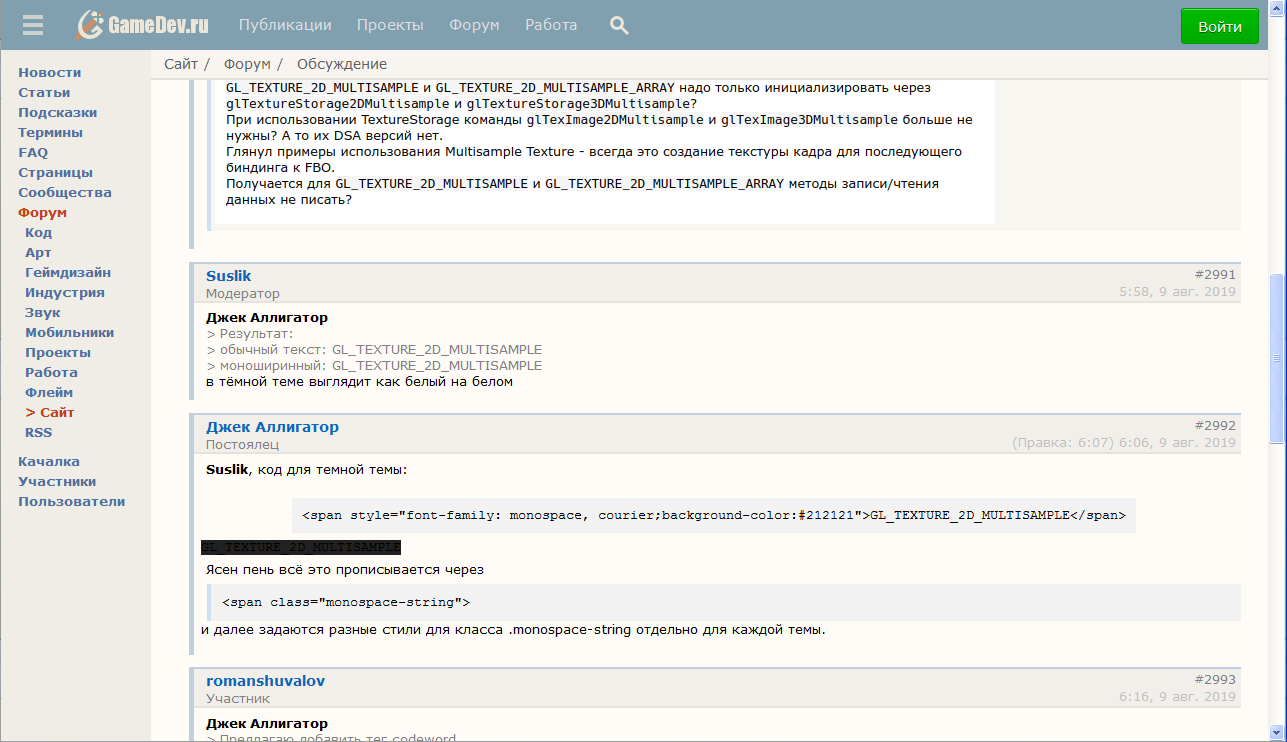 GameDev.ru Публикации Проекты Форум Работа Войти
Сайт / Форум / Обсуждение
Новости
Статьи
Подсказки
Термины
FAQ
Страницы
Сообщества
Форум
Код
Арт
Геймдизайн
Индустрия
Звук
Мобильники
Проекты
Работа
Флейм
> Сайт
RSS
Качалка
Участники
Пользователи
GL_TEXTURE_2D_MULTISAMPLE и GL_TEXTURE_2D_MULTISAMPLE_ARRAY надо только инициализировать через
glTextureStorage2DMultisample и glTextureStorage3DMultisample?
При использовании TextureStorage команды glTexImage2DMultisample и glTexImage3DMultisample больше не
нужны? А то их DSA версий нет.
Глянул примеры использования Multisample Texture - всегда это создание текстуры кадра для последующего
биндинга к FBO.
Получается для GL_TEXTURE_2D_MULTISAMPLE и GL_TEXTURE_2D_MULTISAMPLE_ARRAY методы записи/чтения
данных не писать?
Suslik #2991
Модератор 5:58, 9 авг. 2019
Джек Аллигатор
> Результат:
> обычный текст: GL_TEXTURE_2D_MULTISAMPLE
> моноширинный: GL_TEXTURE_2D_MULTISAMPLE
в тёмной теме выглядит как белый на белом
Джек Аллигатор #2992
Постоялец (Правка: 6:07) 6:06, 9 авг. 2019
Suslik, код для темной темы:
<span style="font-family: monospace, courier;background-color:#212121">GL_TEXTURE_2D_MULTISAMPLE</span>
GL_TEXTURE_2D_MULTISAMPLE
Ясен пень всё это прописывается через
<span class="monospace-string">
и далее задаются разные стили для класса .monospace-string отдельно для каждой темы.
romanshuvalov #2993
Участник 6:16, 9 авг. 2019
Джек Аллигатор
> Предлагаю добавить тег codeword